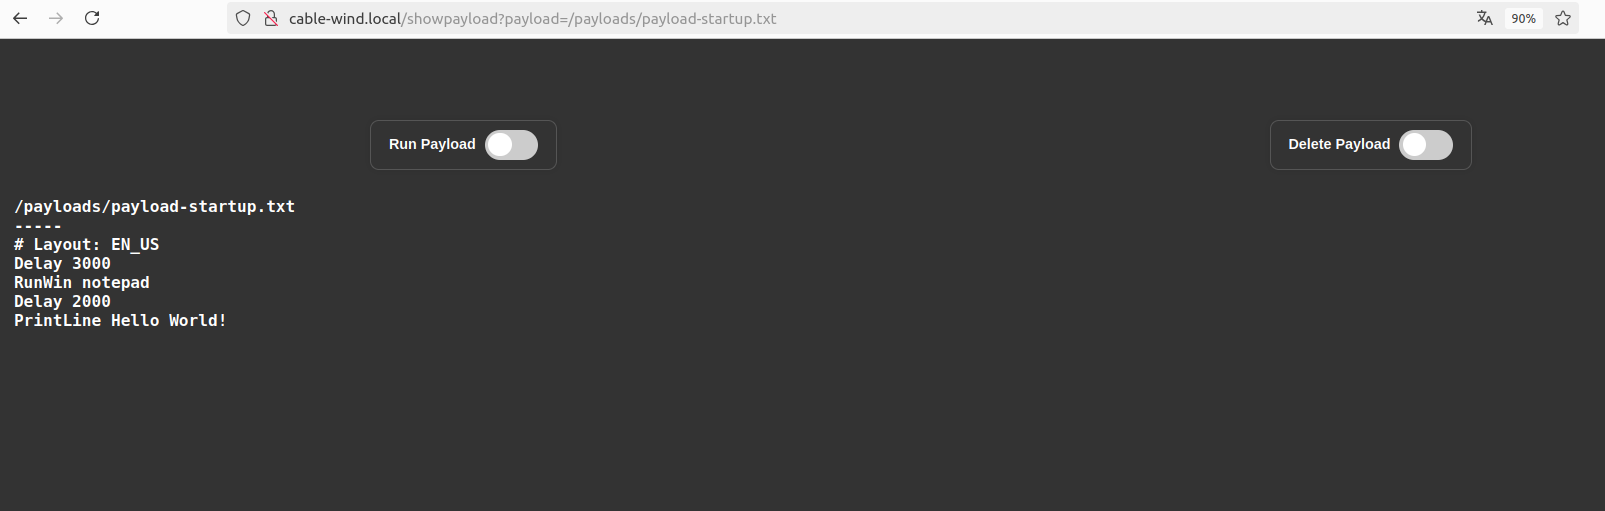 cable-wind.local/showpayload?payload=/payloads/payload-startup.txt
90%
Run Payload
Delete Payload
/payloads/payload-startup.txt
-----
# Layout: EN_US
Delay 3000
RunWin notepad
Delay 2000
PrintLine Hello World!